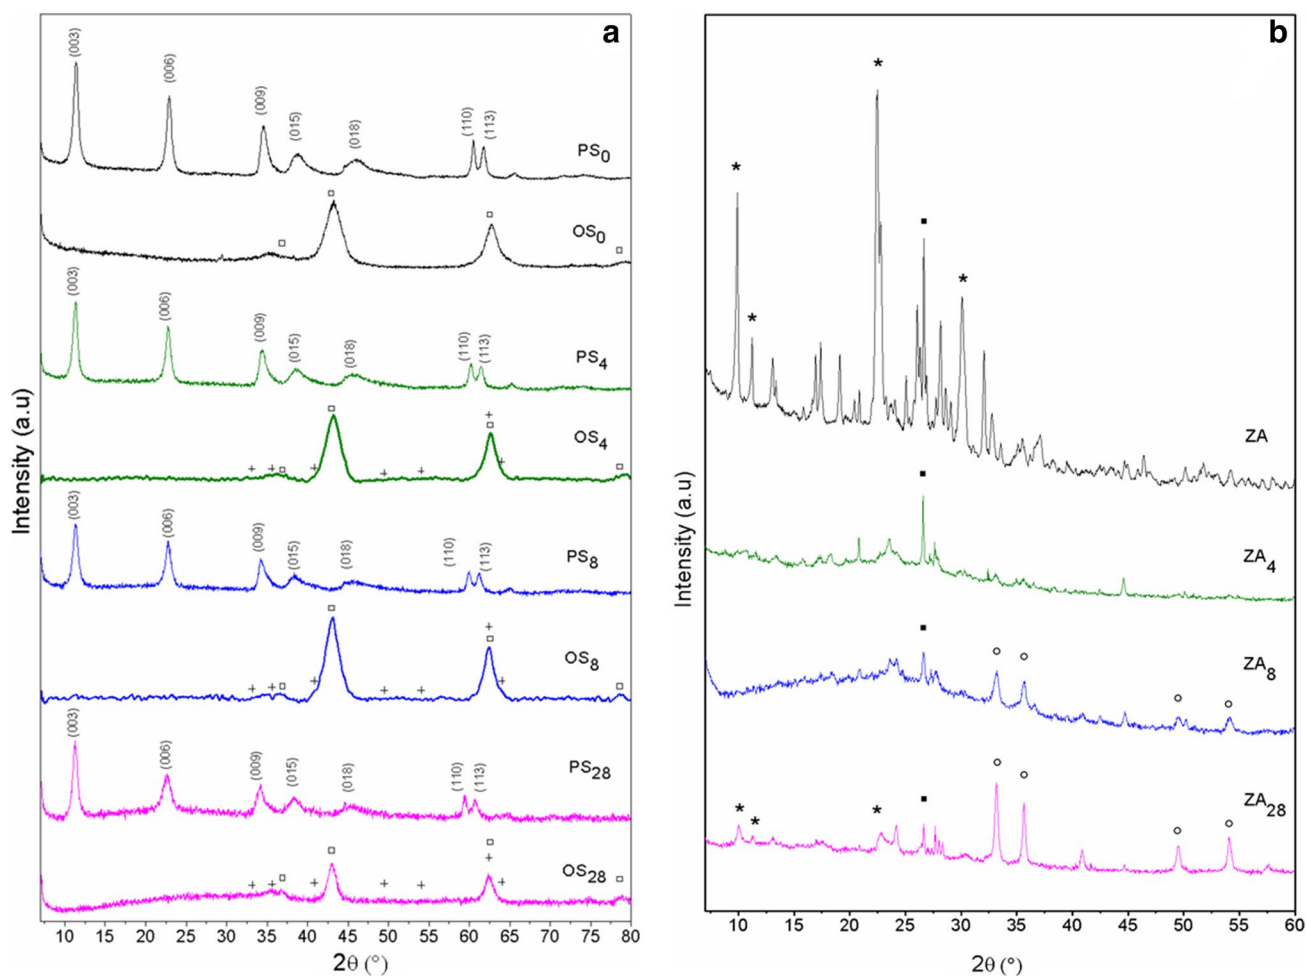 a
(003)
(006)
(009)
(015)
(018)
(110)
(113)
PS0
OS0
(003)
(006)
(009)
(015)
(018)
(110)
(113)
PS4
OS4
(003)
(006)
(009)
(015)
(018)
(110)
(113)
PS8
OS8
(003)
(006)
(009)
(015)
(018)
(110)
(113)
PS28
OS28
Intensity (a.u)
10 15 20 25 30 35 40 45 50 55 60 65 70 75 80
2θ (°)
b
ZA
ZA4
ZA8
ZA28
Intensity (a.u)
10 15 20 25 30 35 40 45 50 55 60
2θ (°)